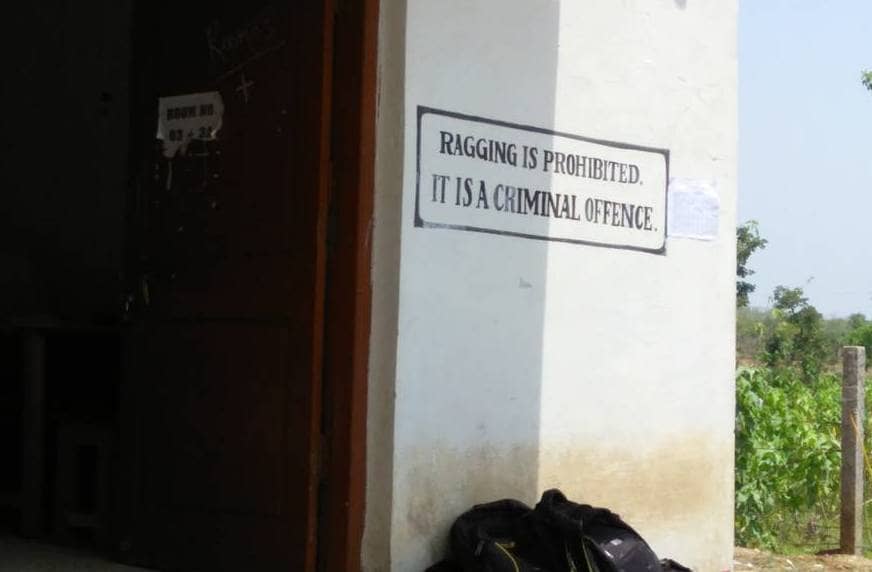 ROOM NO
RAGGING IS PROHIBITED.
IT IS A CRIMINAL OFFENCE.